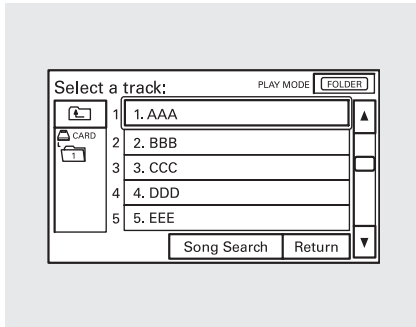 Select a track: PLAY MODE FOLDER
1 1. AAA
CARD
2 2. BBB
1
3 3. CCC
4 4. DDD
5 5. EEE
Song Search Return